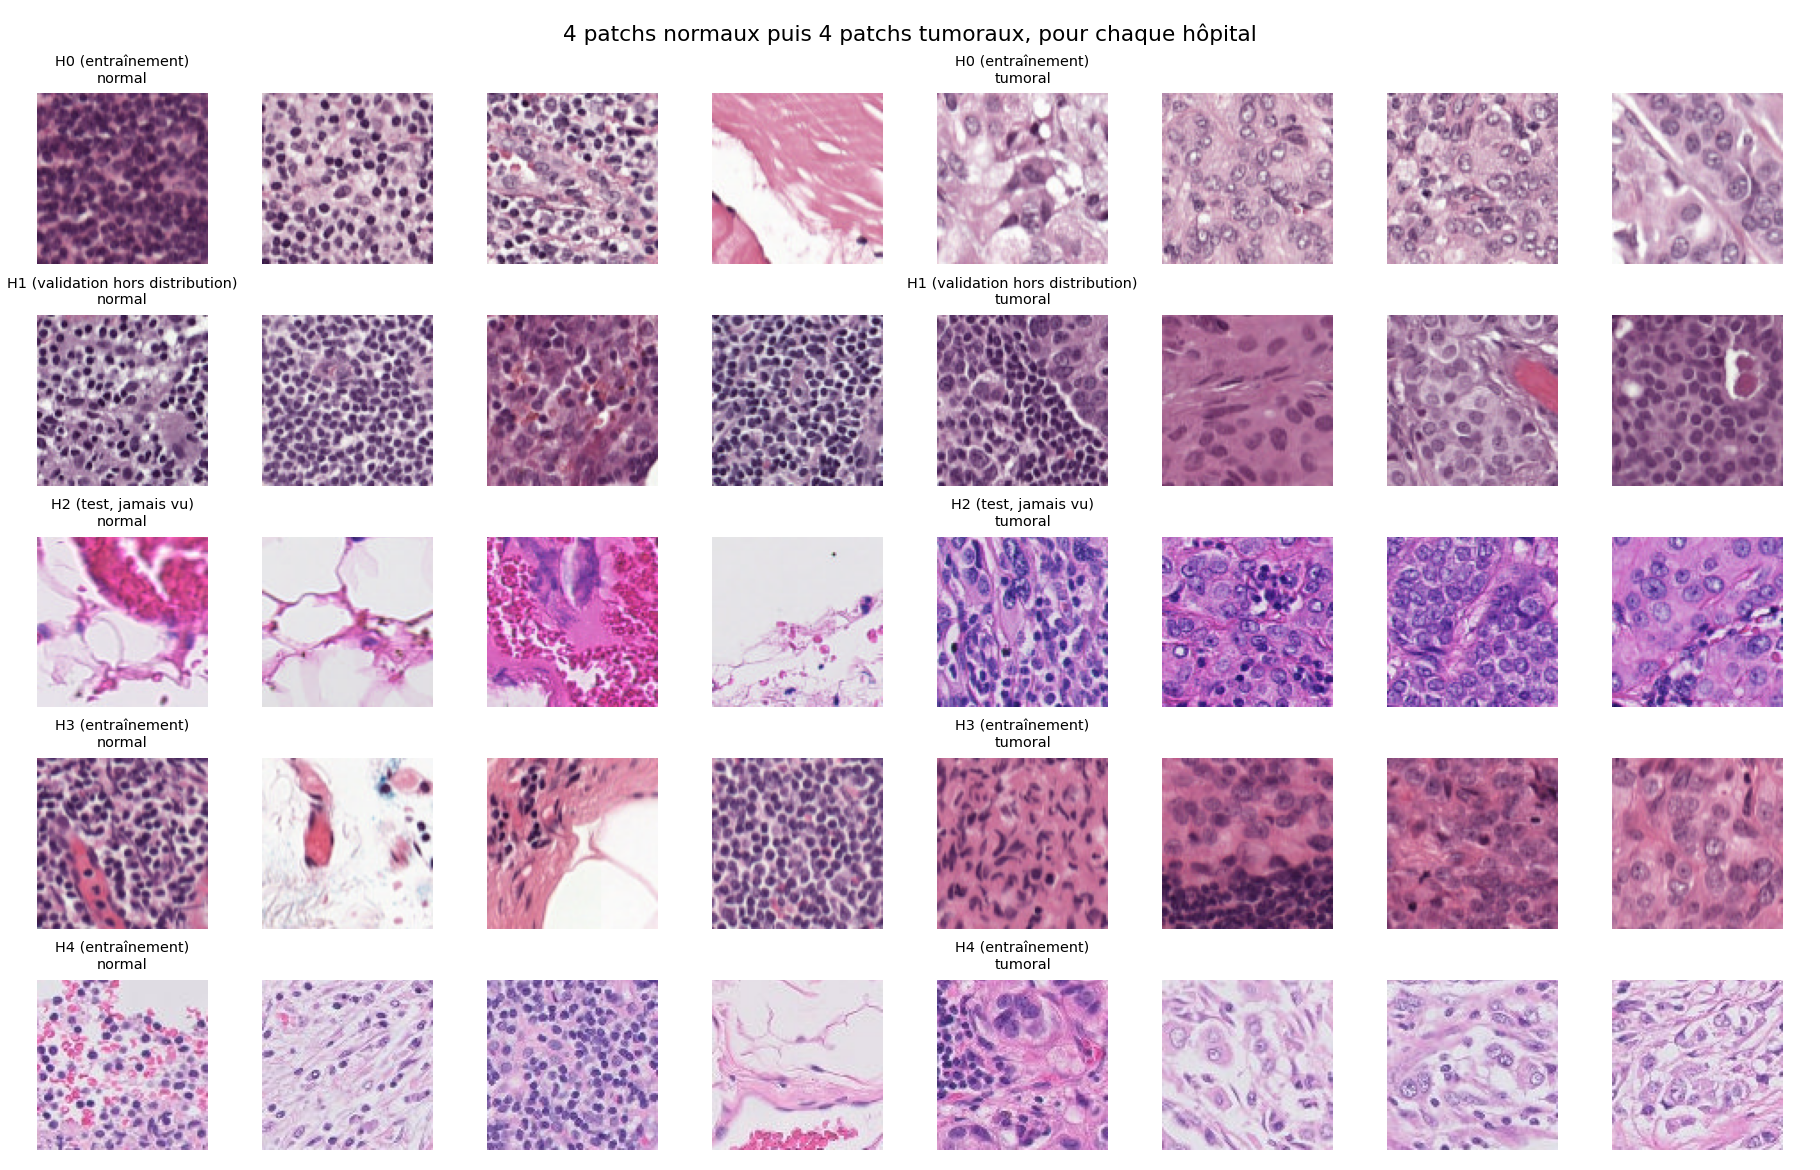 4 patchs normaux puis 4 patchs tumoraux, pour chaque hôpital
H0 (entraînement)
normal
H0 (entraînement)
tumoral
H1 (validation hors distribution)
normal
H1 (validation hors distribution)
tumoral
H2 (test, jamais vu)
normal
H2 (test, jamais vu)
tumoral
H3 (entraînement)
normal
H3 (entraînement)
tumoral
H4 (entraînement)
normal
H4 (entraînement)
tumoral